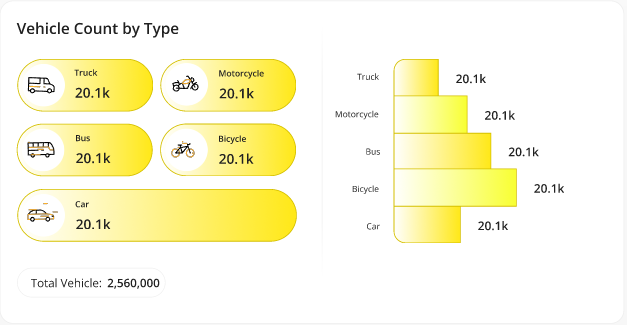 Vehicle Count by Type
Truck
20.1k
Motorcycle
20.1k
Bus
20.1k
Bicycle
20.1k
Car
20.1k
Total Vehicle: 2,560,000
Truck 20.1k
Motorcycle 20.1k
Bus 20.1k
Bicycle 20.1k
Car 20.1k